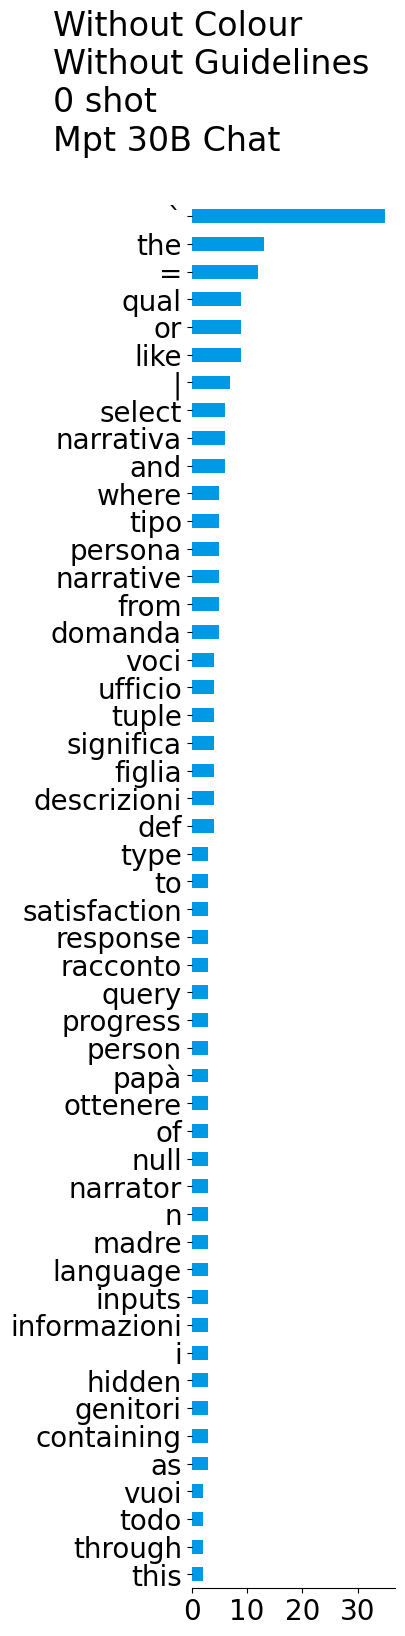 Without Colour
Without Guidelines
0 shot
Mpt 30B Chat
`
the
=
qual
or
like
|
select
narrativa
and
where
tipo
persona
narrative
from
domanda
voci
ufficio
tuple
significa
figlia
descrizioni
def
type
to
satisfaction
response
racconto
query
progress
person
papà
ottenere
of
null
narrator
n
madre
language
inputs
informazioni
i
hidden
genitori
containing
as
vuoi
todo
through
this
0 10 20 30